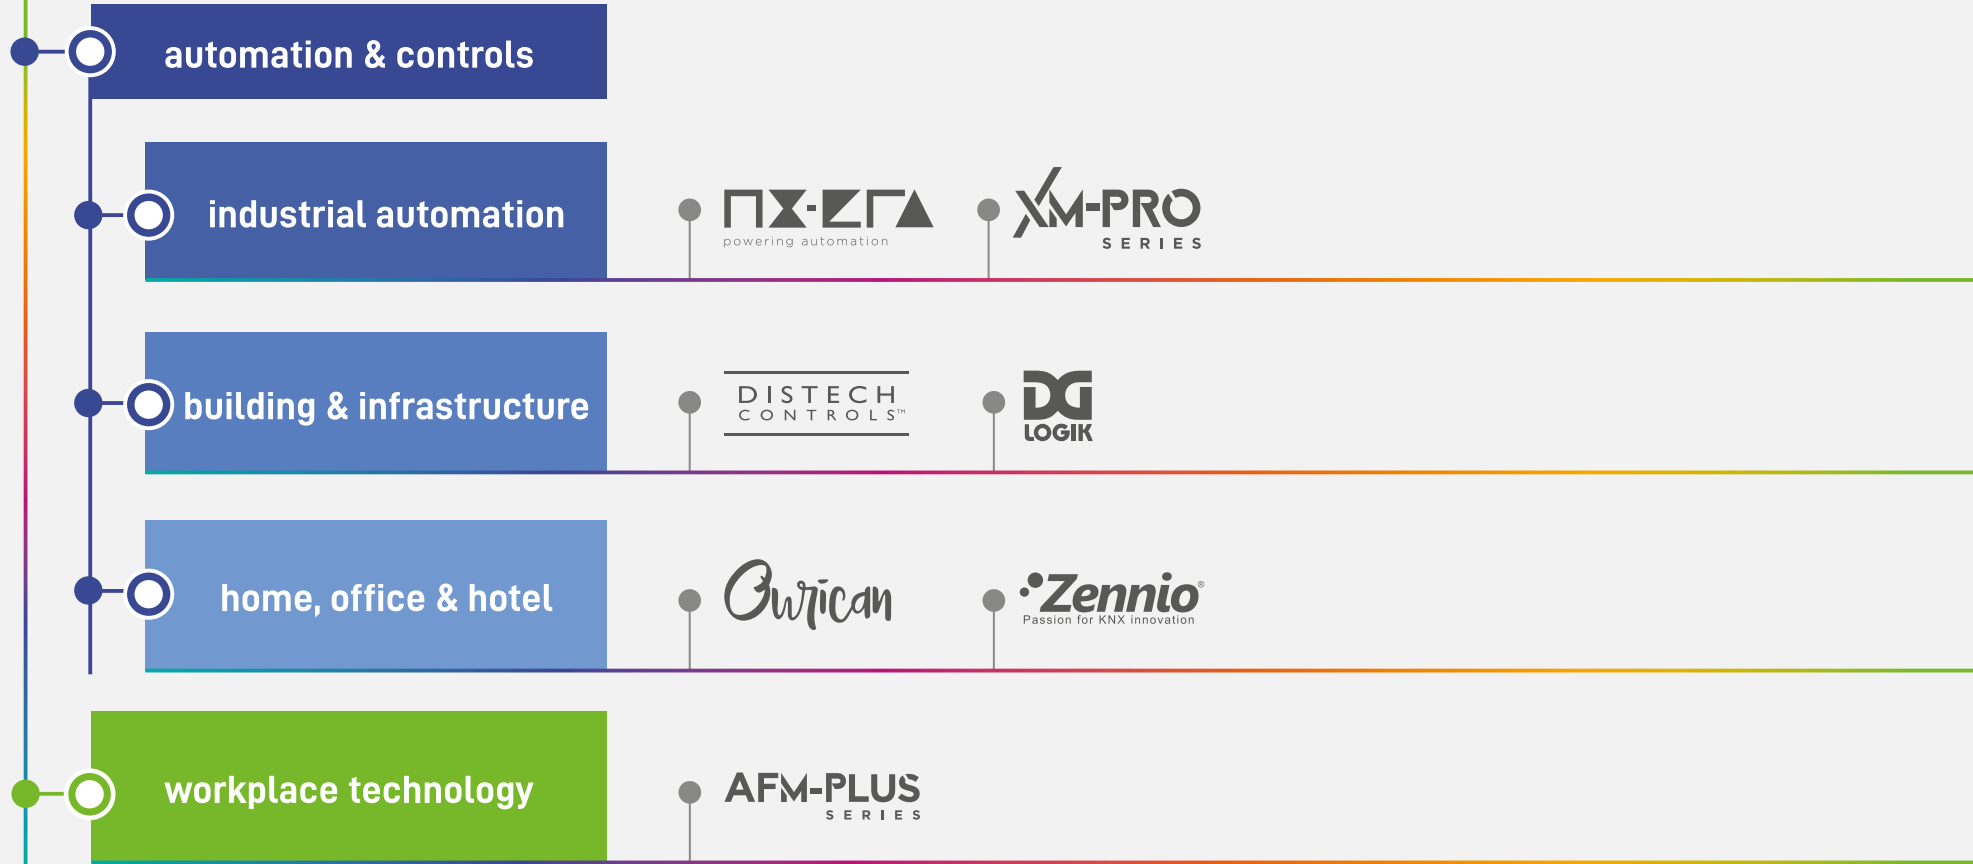 automation & controls
industrial automation
NX-ERA
powering automation
XM-PRO
SERIES
building & infrastructure
DISTECH
CONTROLS™
DG
LOGIK
home, office & hotel
Ourican
Zennio®
Passion for KNX innovation
workplace technology
AFM-PLUS
SERIES